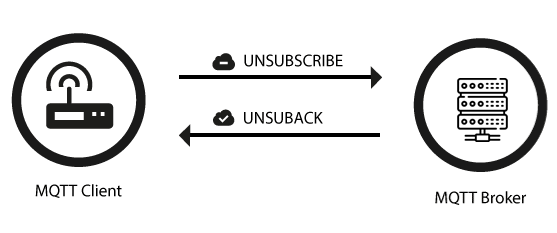 UNSUBSCRIBE
UNSUBACK
MQTT Client
MQTT Broker